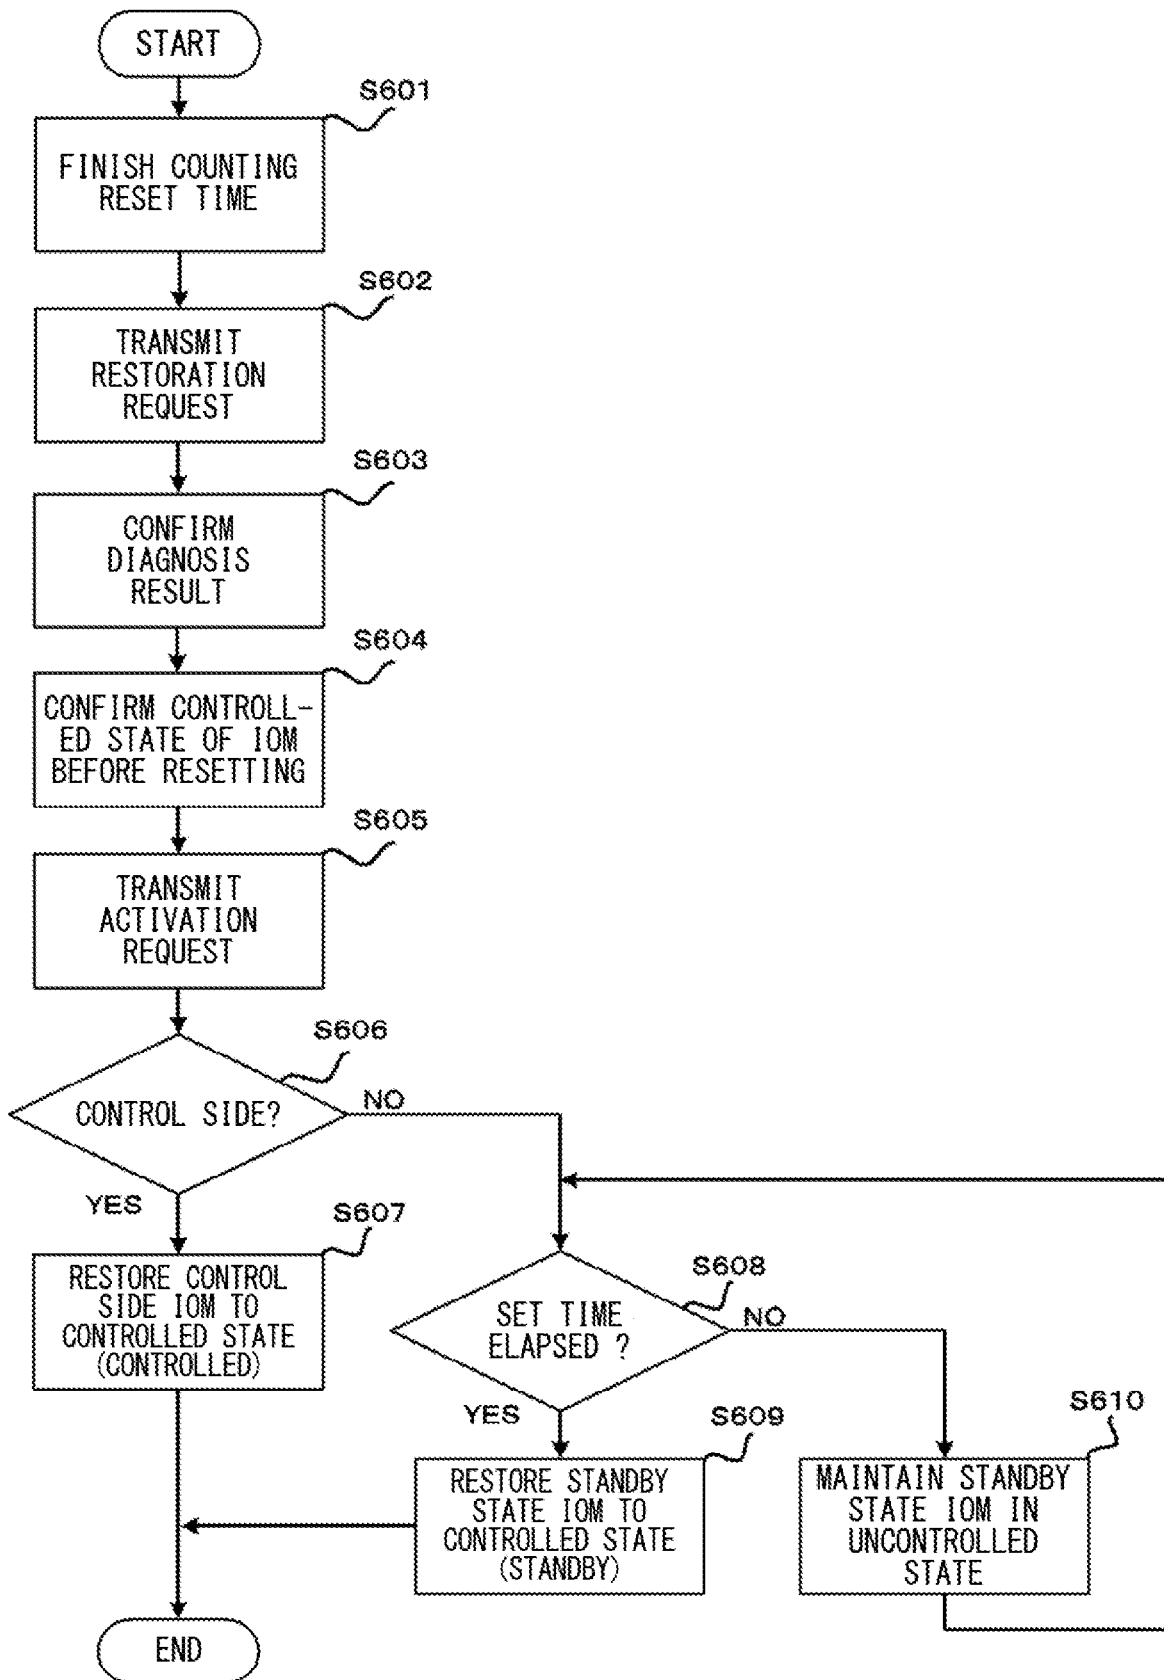 START
S601
FINISH COUNTING
RESET TIME
S602
TRANSMIT
RESTORATION
REQUEST
S603
CONFIRM
DIAGNOSIS
RESULT
S604
CONFIRM CONTROLL-
ED STATE OF IOM
BEFORE RESETTING
S605
TRANSMIT
ACTIVATION
REQUEST
S606
CONTROL SIDE?
NO
YES
S607
RESTORE CONTROL
SIDE IOM TO
CONTROLLED STATE
(CONTROLLED)
S608
SET TIME
ELAPSED ?
NO
YES
S609
RESTORE STANDBY
STATE IOM TO
CONTROLLED STATE
(STANDBY)
S610
MAINTAIN STANDBY
STATE IOM IN
UNCONTROLLED
STATE
END